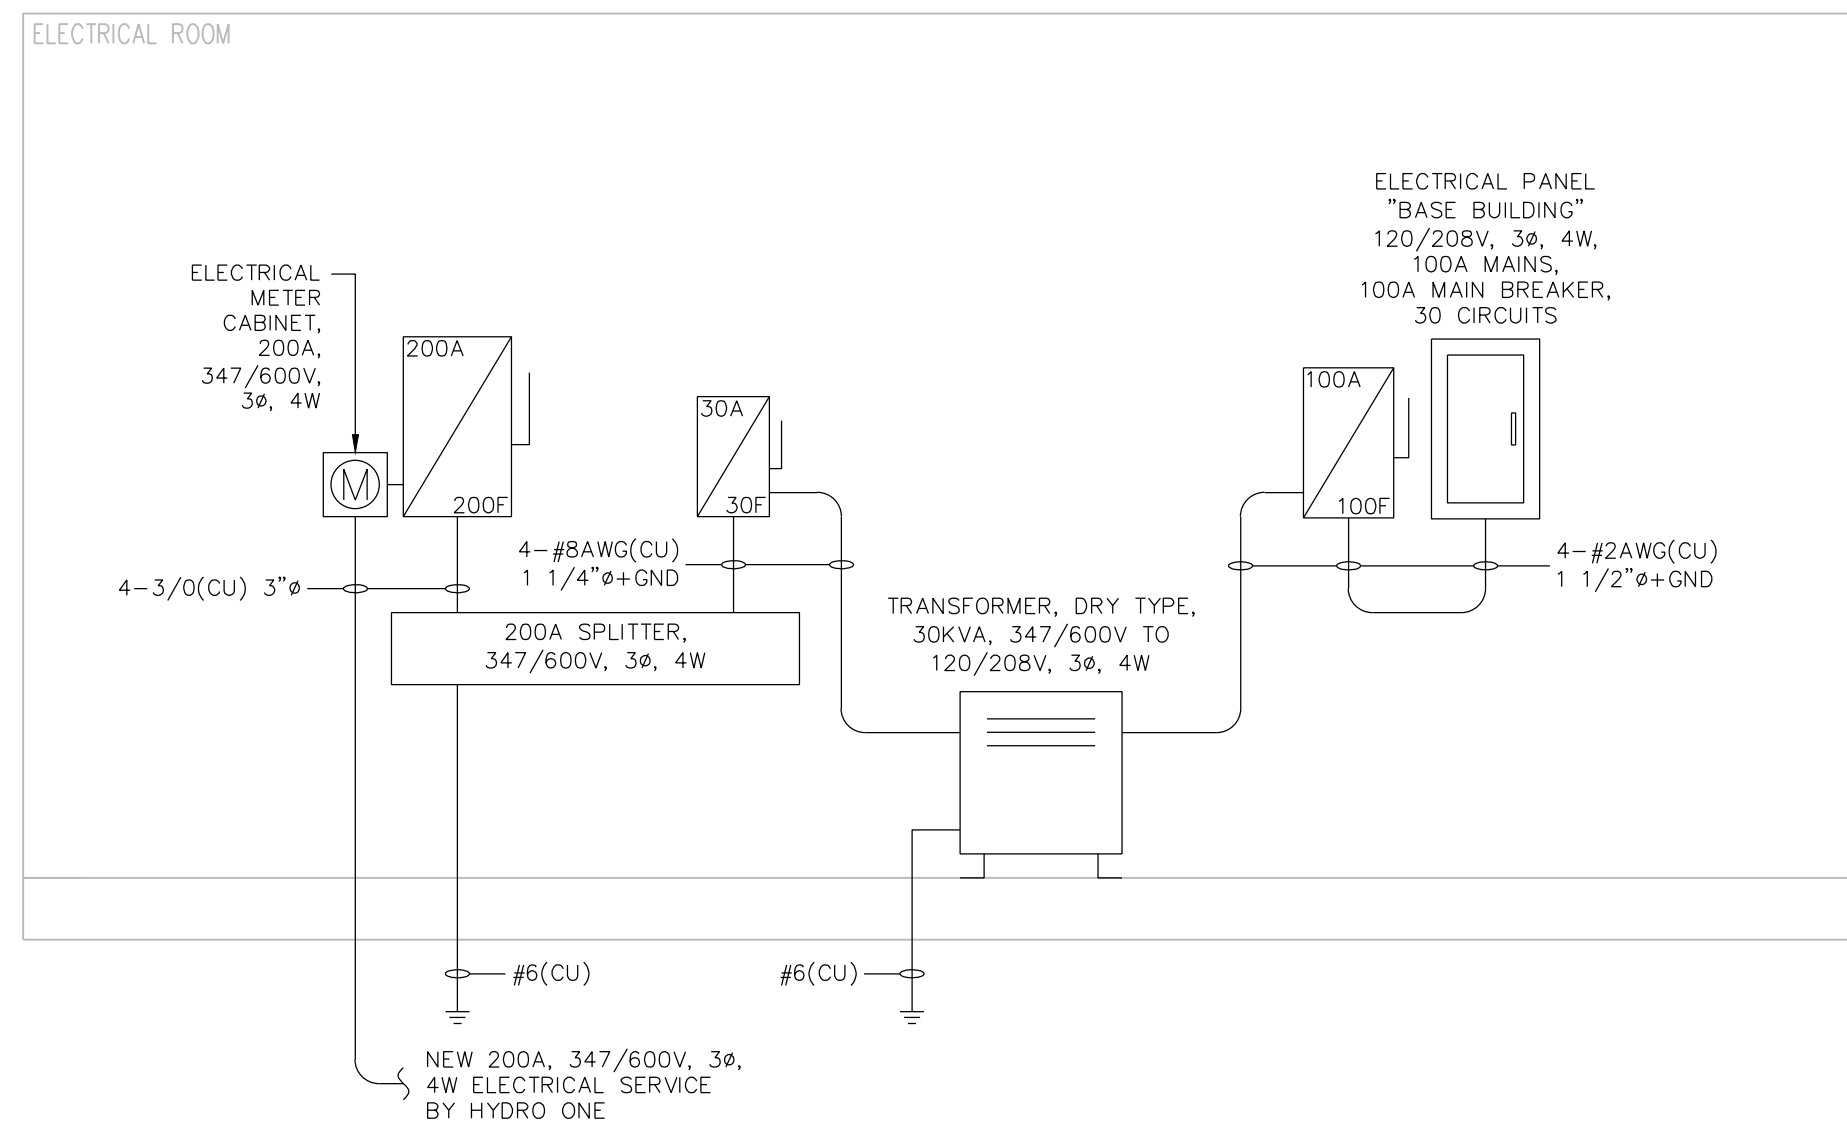 ELECTRICAL ROOM
ELECTRICAL
METER
CABINET,
200A,
347/600V,
3ø, 4W
M
200A
200F
30A
30F
100A
100F
ELECTRICAL PANEL
"BASE BUILDING"
120/208V, 3ø, 4W,
100A MAINS,
100A MAIN BREAKER,
30 CIRCUITS
4-3/0(CU) 3"ø
4-#8AWG(CU)
1 1/4"ø+GND
4-#2AWG(CU)
1 1/2"ø+GND
200A SPLITTER,
347/600V, 3ø, 4W
TRANSFORMER, DRY TYPE,
30KVA, 347/600V TO
120/208V, 3ø, 4W
#6(CU)
#6(CU)
NEW 200A, 347/600V, 3ø,
4W ELECTRICAL SERVICE
BY HYDRO ONE